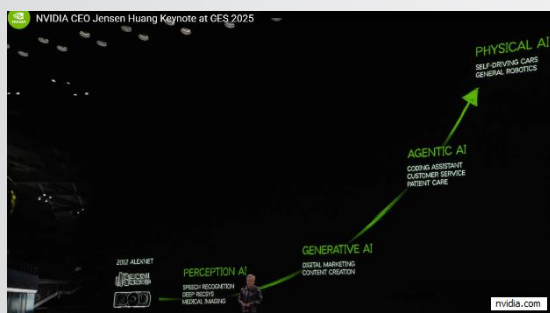 NVIDIA CEO Jensen Huang Keynote at CES 2025
PHYSICAL AI
SELF-DRIVING CARS
GENERAL ROBOTICS
AGENTIC AI
CODING ASSISTANT
CUSTOMER SERVICE
PATIENT CARE
GENERATIVE AI
DIGITAL MARKETING
CONTENT CREATION
2012 ALEXNET
PERCEPTION AI
SPEECH RECOGNITION
DEEP RECSYS
MEDICAL IMAGING
nvidia.com